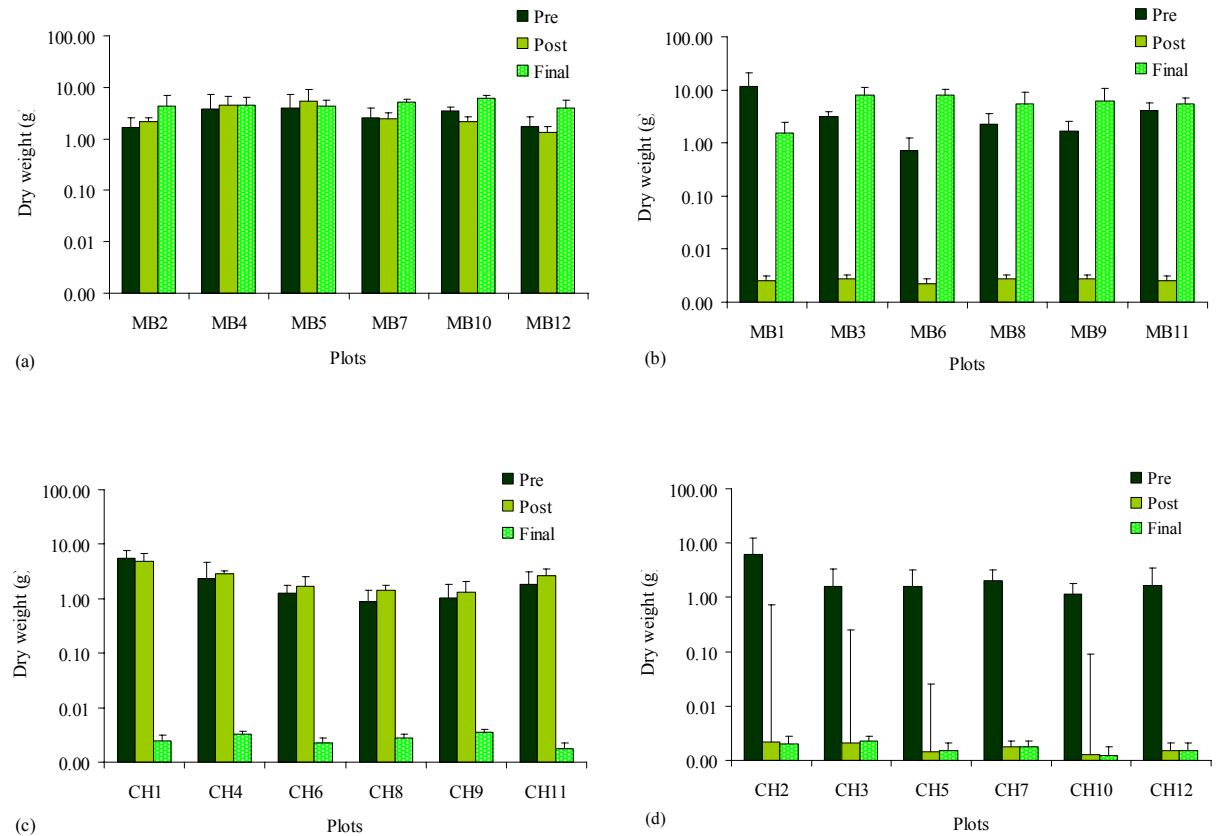 Pre
Post
Final
100.00
10.00
1.00
0.10
0.01
0.00
Dry weight (g)
MB2 MB4 MB5 MB7 MB10 MB12
Plots
(a)
Pre
Post
Final
100.00
10.00
1.00
0.10
0.01
0.00
Dry weight (g)
MB1 MB3 MB6 MB8 MB9 MB11
Plots
(b)
Pre
Post
Final
100.00
10.00
1.00
0.10
0.01
0.00
Dry weight (g)
CH1 CH4 CH6 CH8 CH9 CH11
Plots
(c)
Pre
Post
Final
100.00
10.00
1.00
0.10
0.01
0.00
Dry weight (g)
CH2 CH3 CH5 CH7 CH10 CH12
Plots
(d)